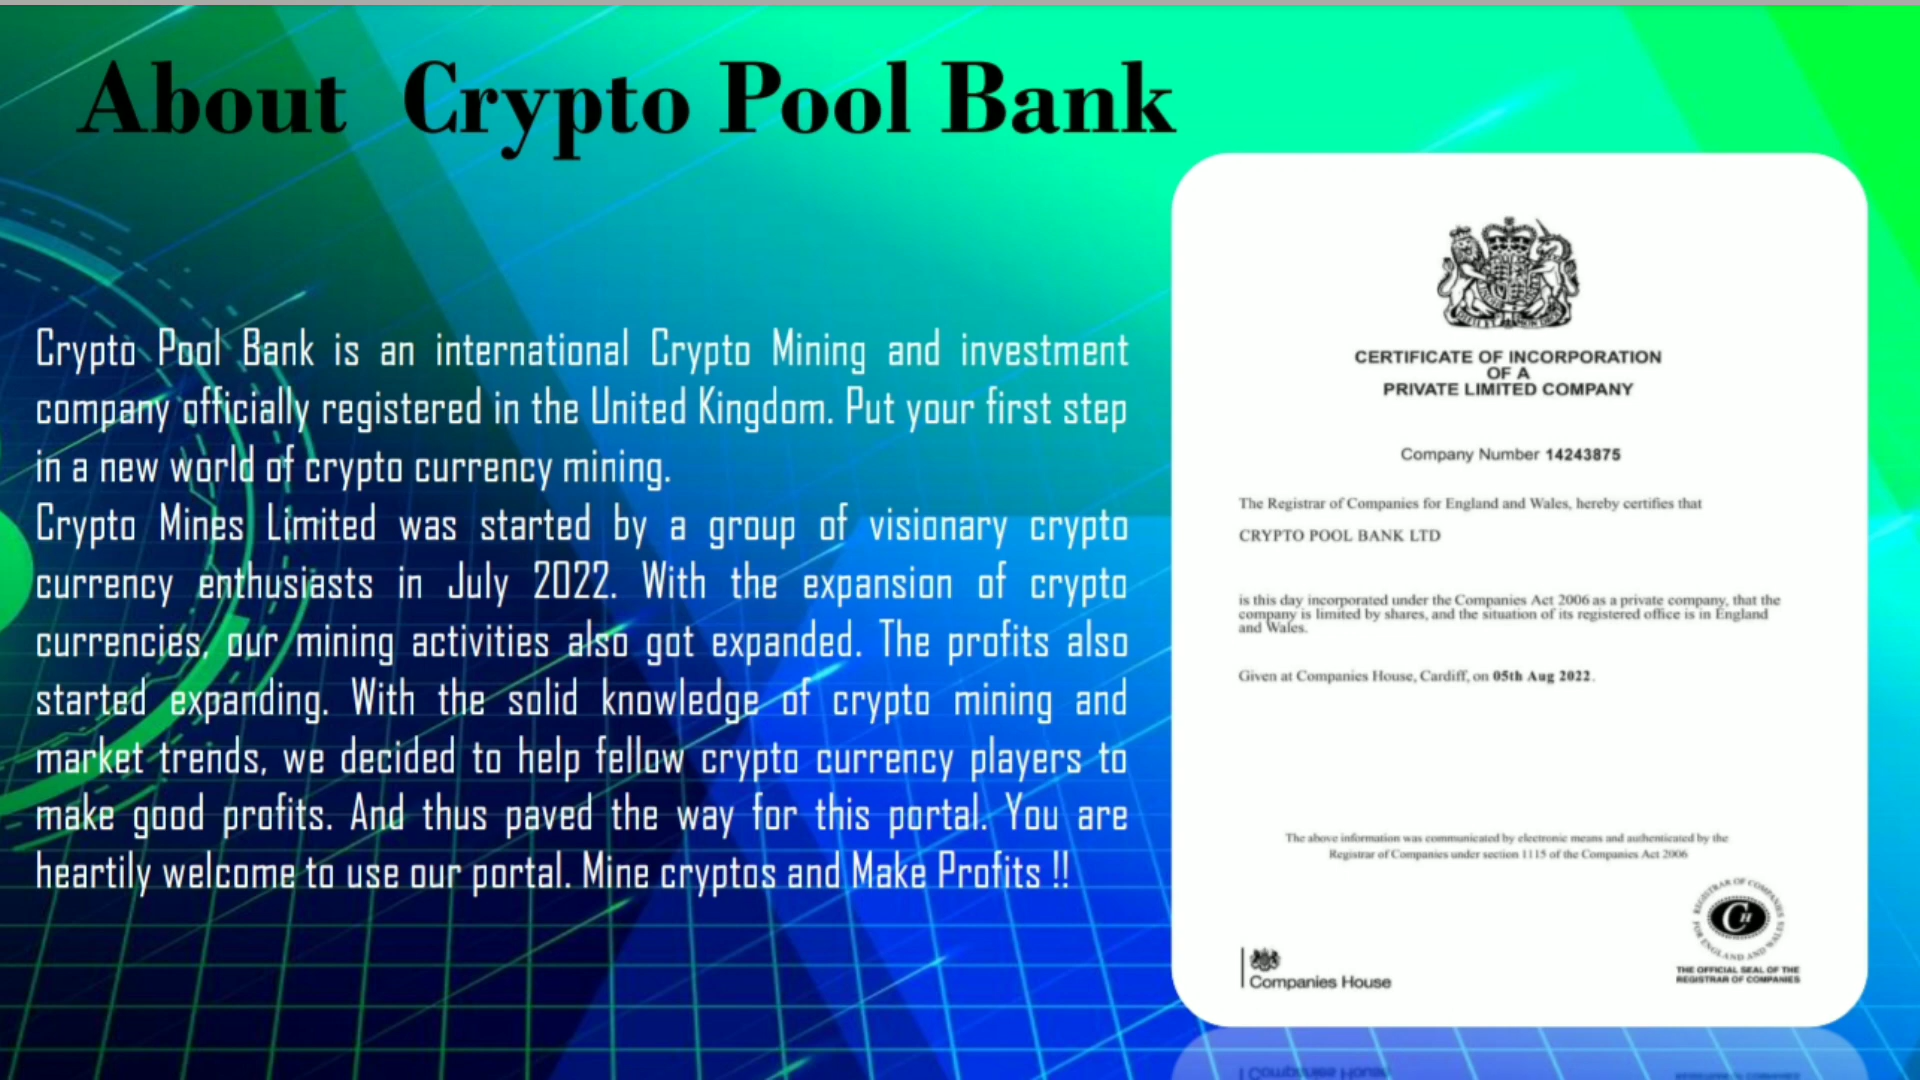 About Crypto Pool Bank
Crypto Pool Bank is an international Crypto Mining and investment
company officially registered in the United Kingdom. Put your first step
in a new world of crypto currency mining.
Crypto Mines Limited was started by a group of visionary crypto
currency enthusiasts in July 2022. With the expansion of crypto
currencies, our mining activities also got expanded. The profits also
started expanding. With the solid knowledge of crypto mining and
market trends, we decided to help fellow crypto currency players to
make good profits. And thus paved the way for this portal. You are
heartily welcome to use our portal. Mine cryptos and Make Profits !!
CERTIFICATE OF INCORPORATION
OF A
PRIVATE LIMITED COMPANY
Company Number 14243875
The Registrar of Companies for England and Wales, hereby certifies that
CRYPTO POOL BANK LTD
is this day incorporated under the Companies Act 2006 as a private company, that the
company is limited by shares, and the situation of its registered office is in England
and Wales.
Given at Companies House, Cardiff, on 05th Aug 2022.
The above information was communicated by electronic means and authenticated by the
Registrar of Companies under section 1115 of the Companies Act 2006
Companies House
REGISTRAR OF COMPANIES
FOR ENGLAND AND WALES
CH
THE OFFICIAL SEAL OF THE
REGISTRAR OF COMPANIES